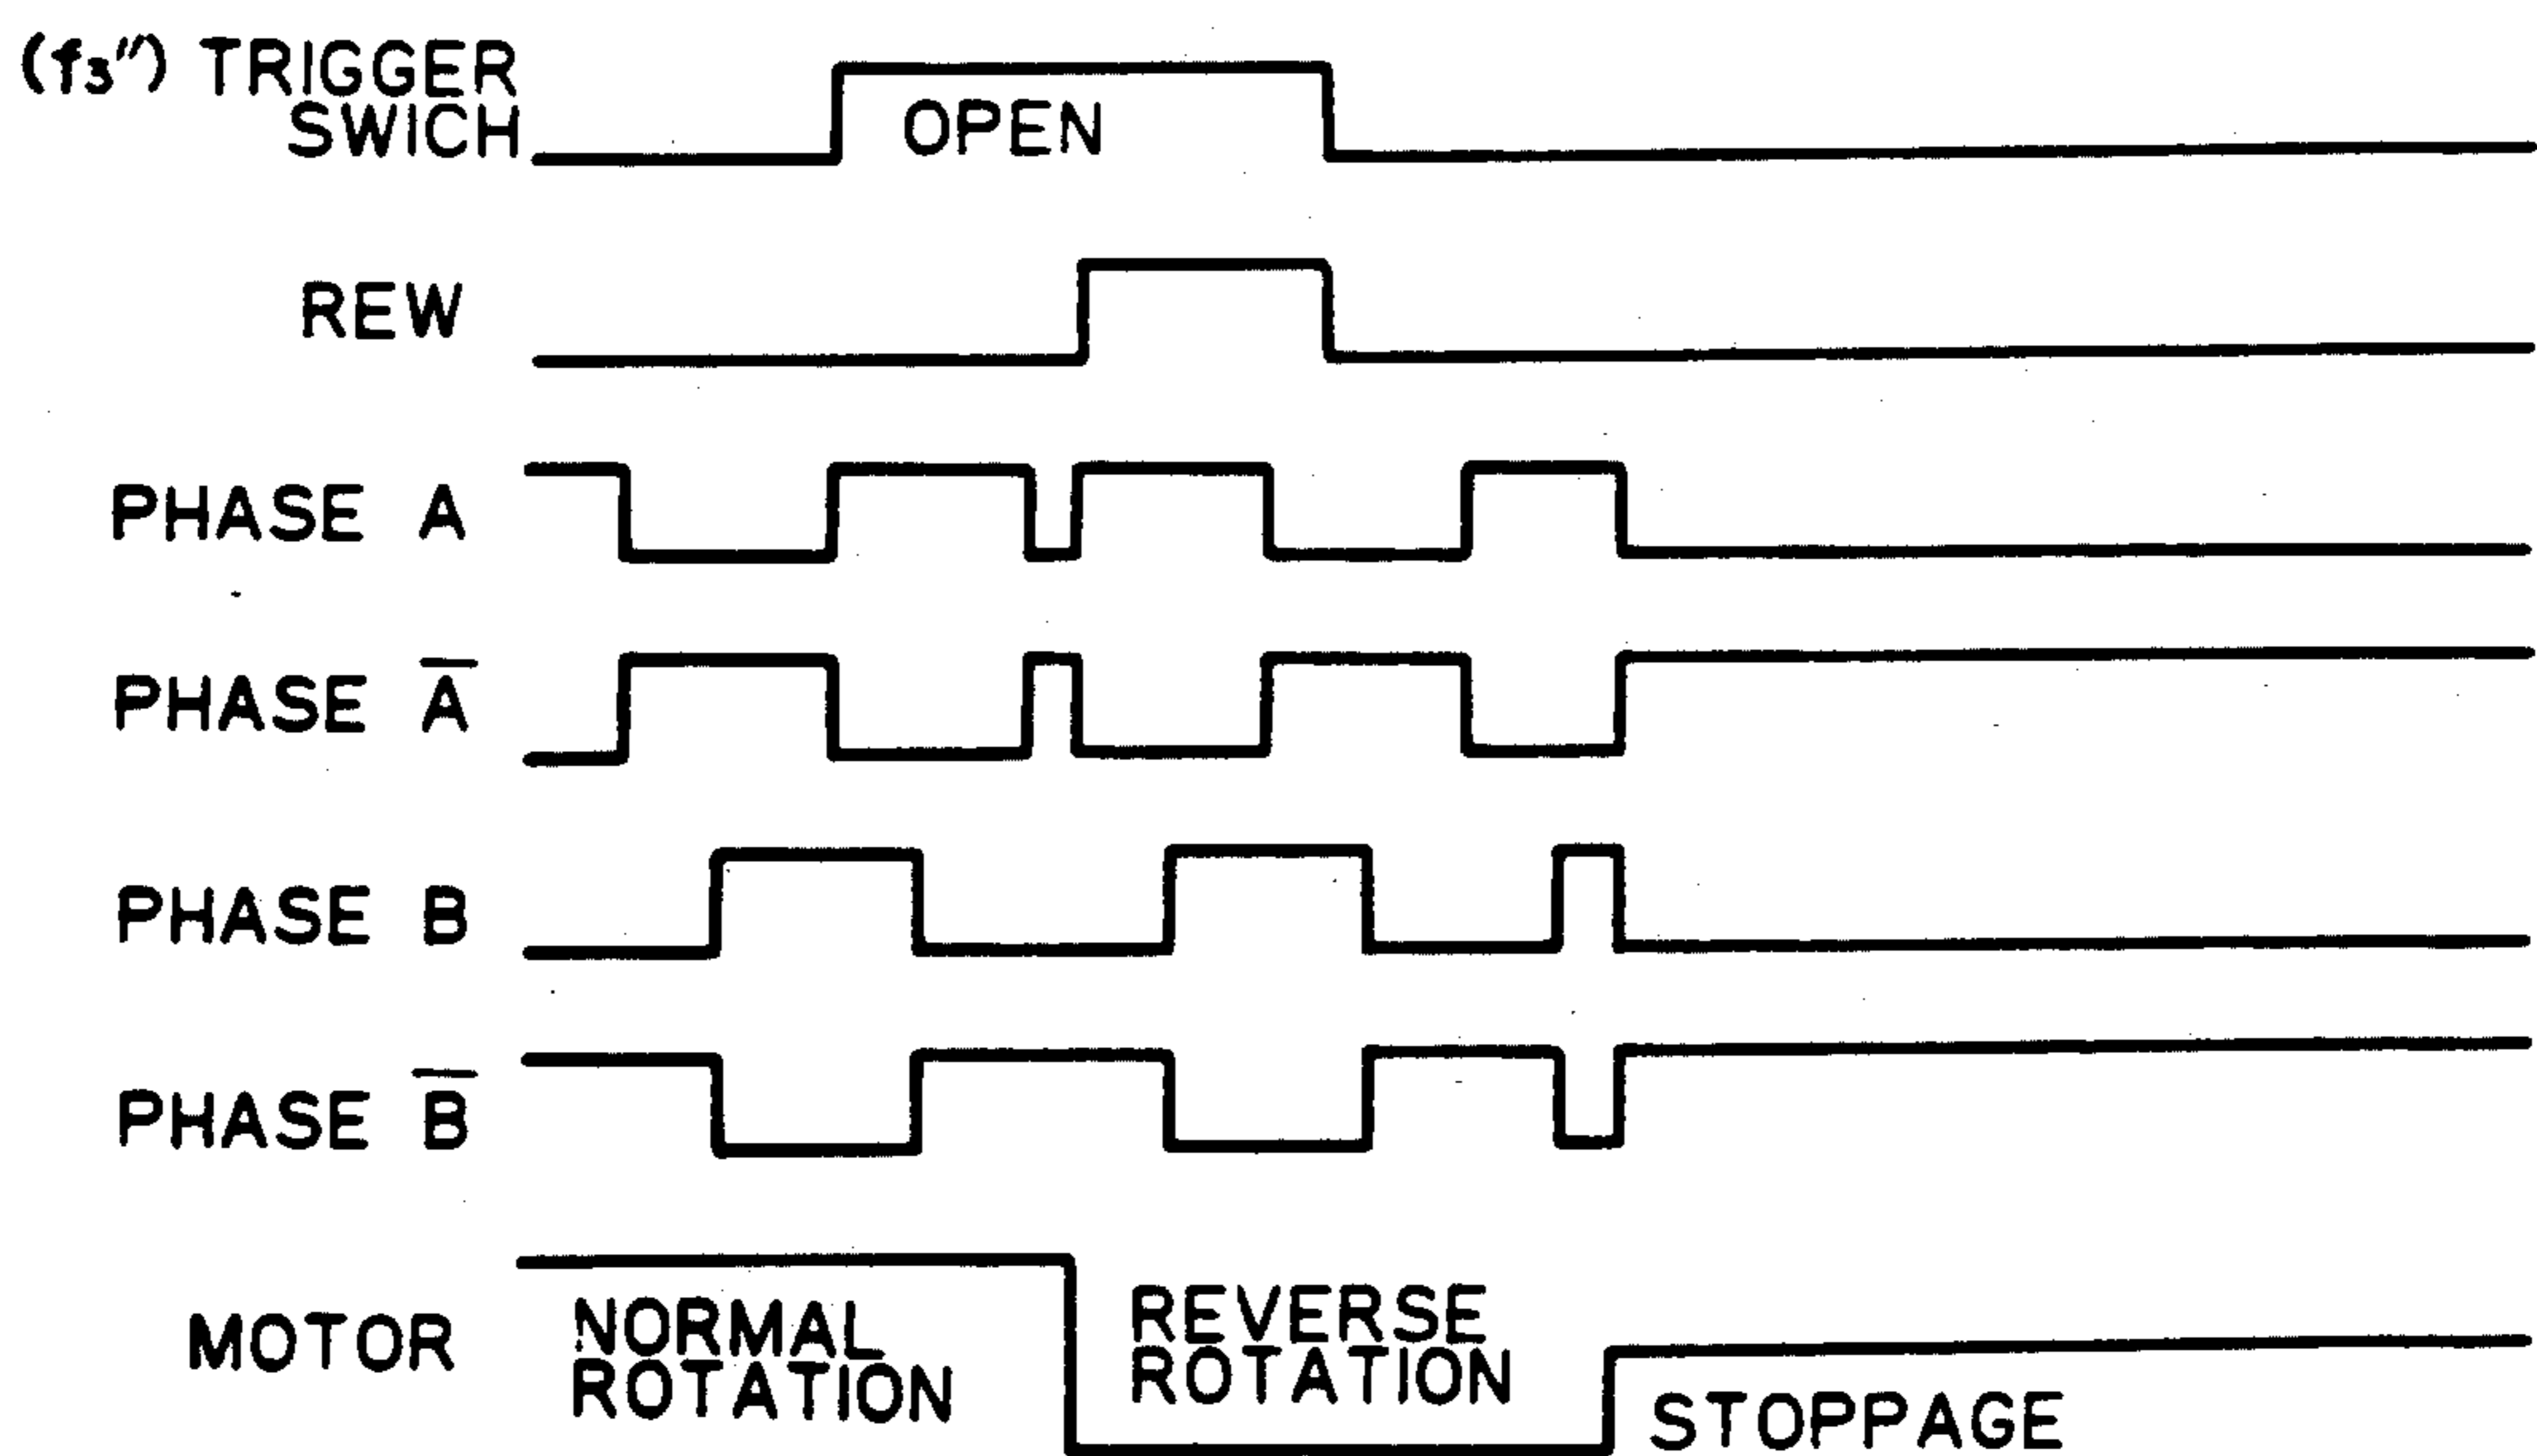 (f₃″) TRIGGER
SWICH
OPEN
REW
PHASE A
PHASE A̅
PHASE B
PHASE B̅
MOTOR
NORMAL
ROTATION
REVERSE
ROTATION
STOPPAGE